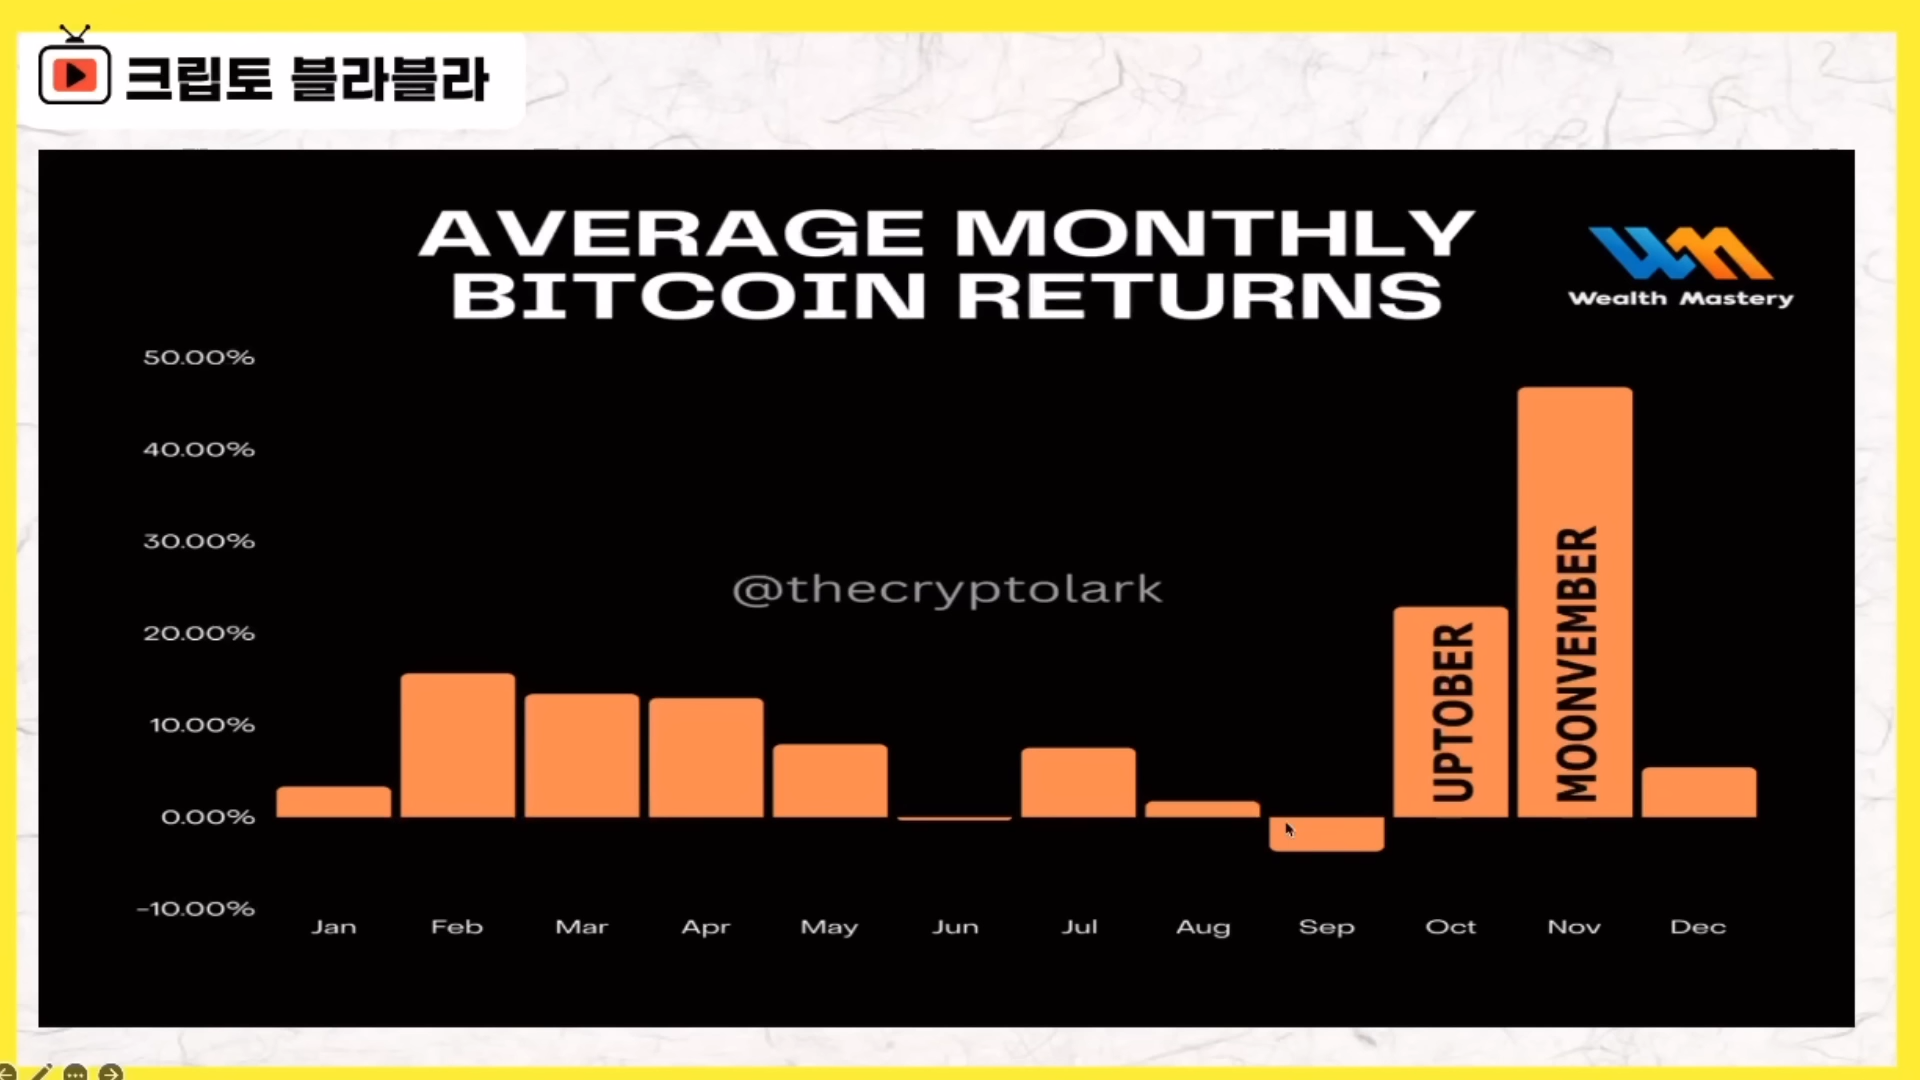 크립토 블라블라
AVERAGE MONTHLY
BITCOIN RETURNS
Wealth Mastery
50.00%
40.00%
30.00%
@thecryptolark
20.00%
10.00%
0.00%
-10.00%
UPTOBER
MOONVEMBER
Jan Feb Mar Apr May Jun Jul Aug Sep Oct Nov Dec